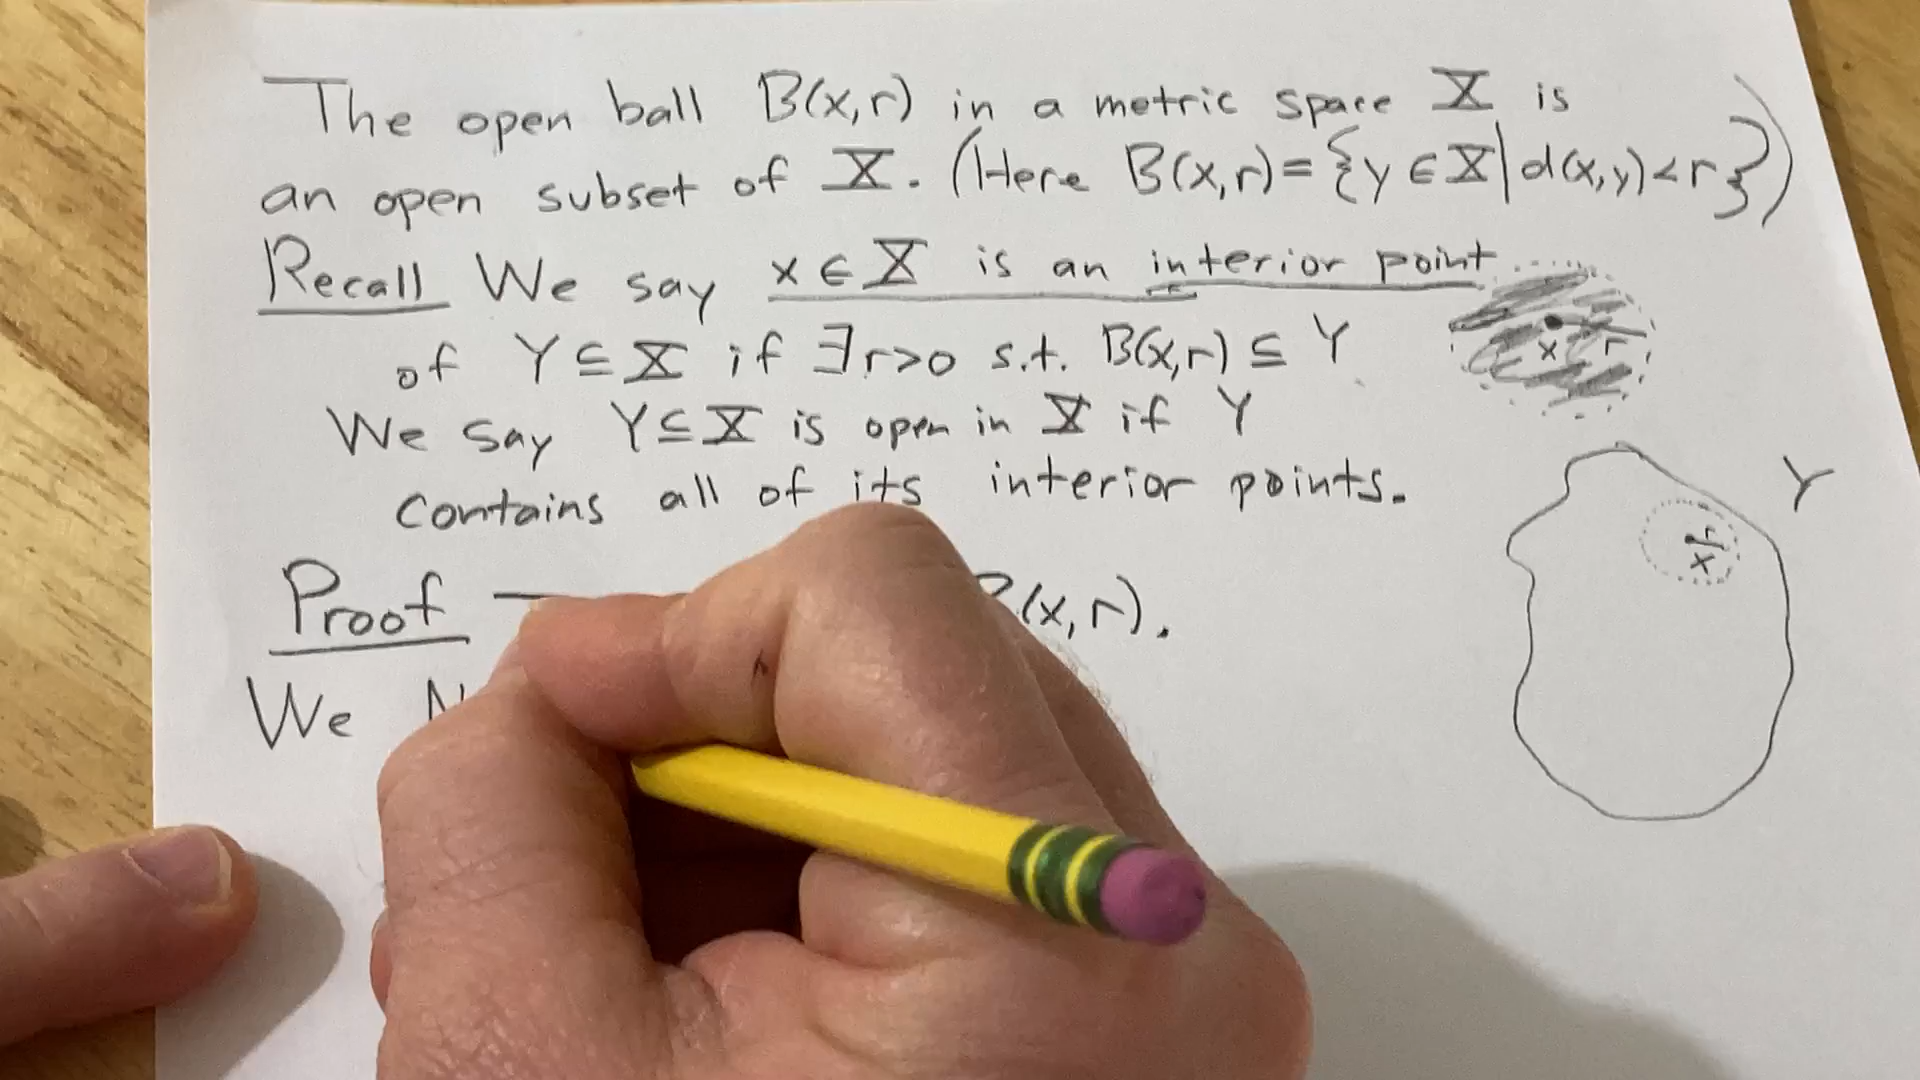 The open ball B(x,r) in a metric space X is
an open subset of X. (Here B(x,r)={y∈X|d(x,y)<r})
Recall We say x∈X is an interior point
of Y⊆X if ∃r>0 s.t. B(x,r)⊆Y
We say Y⊆X is open in X if Y
contains all of its interior points.
Proof B(x,r).
We
x r
Y
r
x